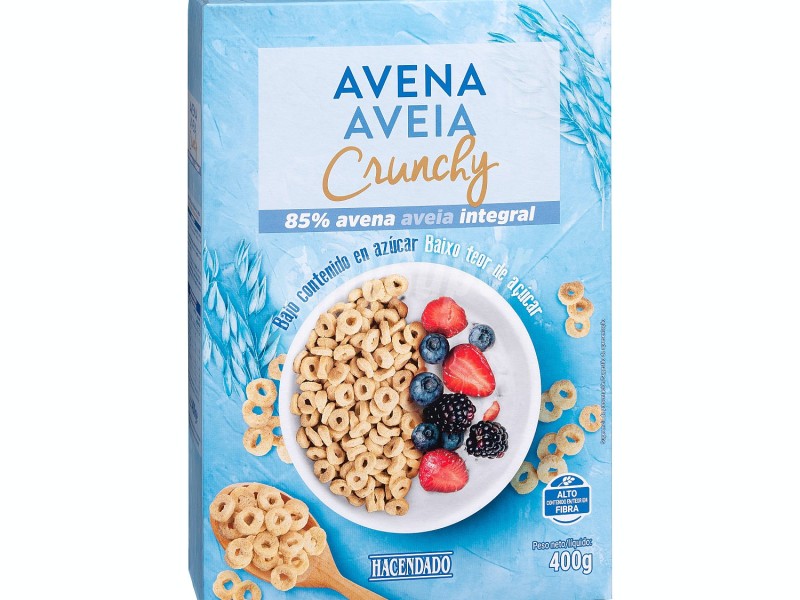 AVENA
AVEIA
Crunchy
85% avena aveia integral
Bajo contenido en azúcar Baixo teor de açúcar
ALTO
CONTENIDO EN/TEOR EM
FIBRA
Peso neto/líquido:
400g
HACENDADO